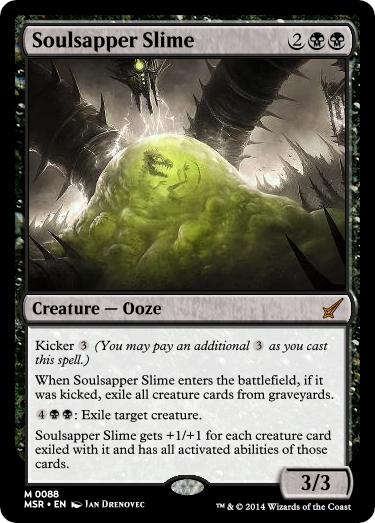 Soulsapper Slime 2
Creature — Ooze
Kicker 3 (You may pay an additional 3 as you cast
this spell.)
When Soulsapper Slime enters the battlefield, if it
was kicked, exile all creature cards from graveyards.
4: Exile target creature.
Soulsapper Slime gets +1/+1 for each creature card
exiled with it and has all activated abilities of those
cards.
3/3
M 0088
MSR • EN Jan Drenovec
™ & © 2014 Wizards of the Coast